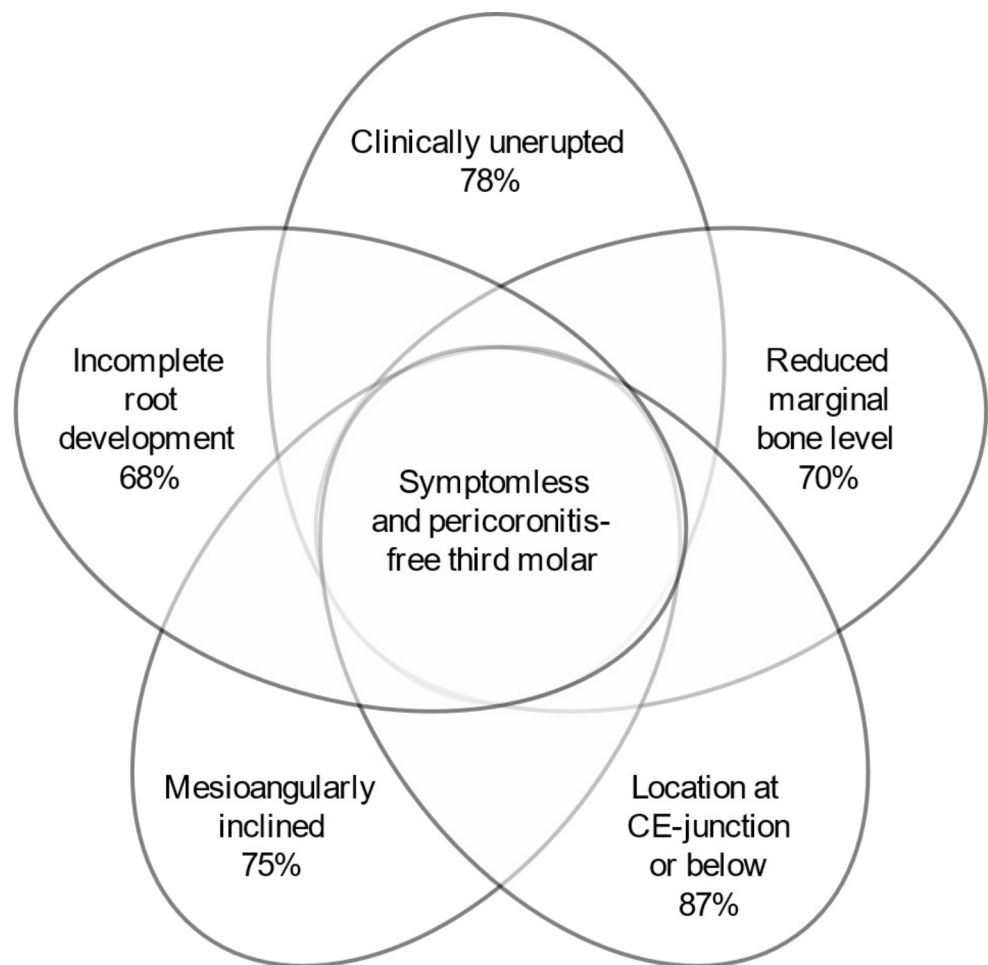 Clinically unerupted
78%
Incomplete
root
development
68%
Reduced
marginal
bone level
70%
Symptomless
and pericoronitis-
free third molar
Mesioangularly
inclined
75%
Location at
CE-junction
or below
87%